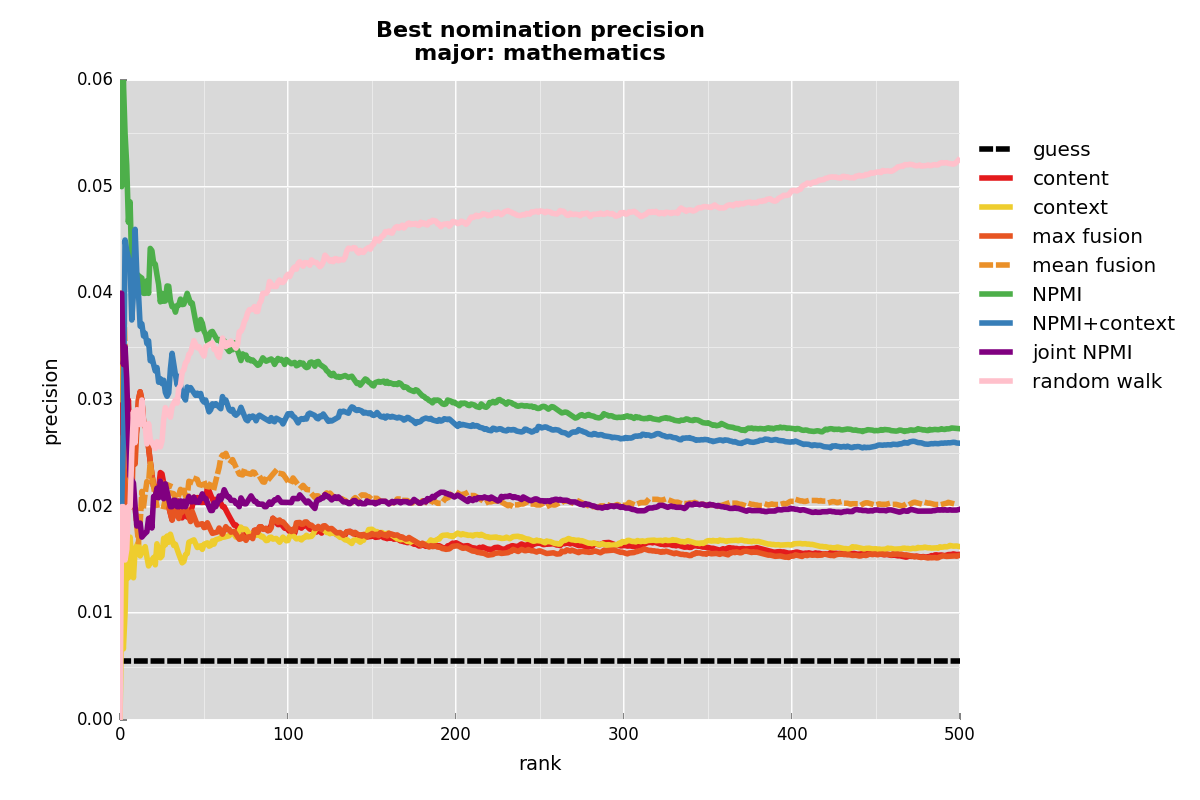 Best nomination precision
major: mathematics
precision
0.06
0.05
0.04
0.03
0.02
0.01
0.00
0
100
200
300
400
500
rank
guess
content
context
max fusion
mean fusion
NPMI
NPMI+context
joint NPMI
random walk